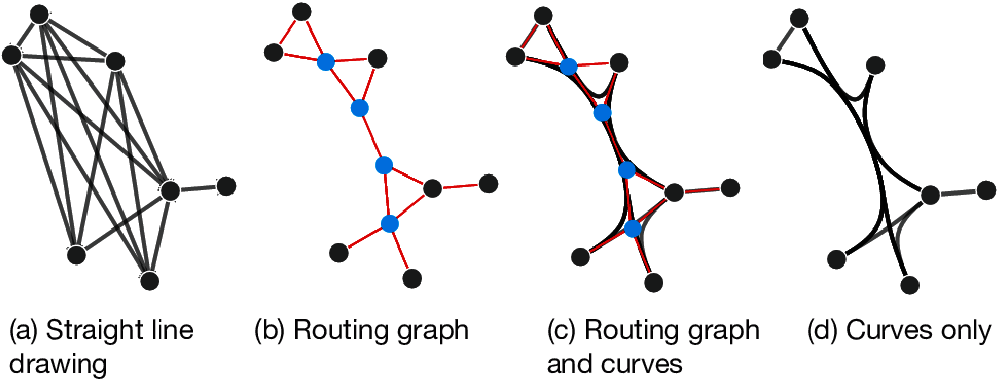 (a) Straight line
drawing
(b) Routing graph
(c) Routing graph
and curves
(d) Curves only